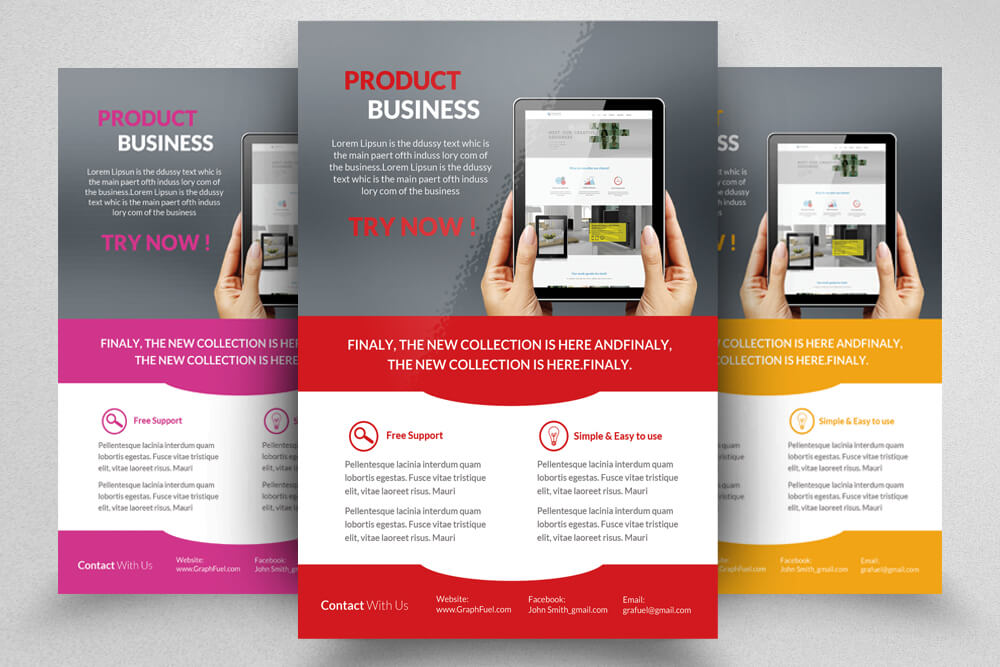 PRODUCT
BUSINESS
Lorem Lipsun is the ddussy text whic is
the main paert ofth induss lory com of
the business.Lorem Lipsun is the ddussy
text whic is the main paert ofth induss
lory com of the business
TRY NOW !
FINALY, THE NEW COLLECTION IS HERE ANDFINALY,
THE NEW COLLECTION IS HERE.FINALY.
Free Support
Pellentesque lacinia interdum quam
lobortis egestas. Fusce vitae tristique
elit, vitae laoreet risus. Mauri
Pellentesque lacinia interdum quam
lobortis egestas. Fusce vitae tristique
elit, vitae laoreet risus. Mauri
Simple & Easy to use
Pellentesque lacinia interdum quam
lobortis egestas. Fusce vitae tristique
elit, vitae laoreet risus. Mauri
Pellentesque lacinia interdum quam
lobortis egestas. Fusce vitae tristique
elit, vitae laoreet risus. Mauri
Contact With Us
Website:
www.GraphFuel.com
Facebook:
John Smith_gmail.com
Email:
grafuel@gmail.com
PRODUCT
BUSINESS
Lorem Lipsun is the ddussy text whic is
the main paert ofth induss lory com of
the business.Lorem Lipsun is the ddussy
text whic is the main paert ofth induss
lory com of the business
TRY NOW !
FINALY, THE NEW COLLECTION IS
THE NEW COLLECTION IS HERE
Free Support
Pellentesque lacinia interdum quam
lobortis egestas. Fusce vitae tristique
elit, vitae laoreet risus. Mauri
Pellentesque lacinia interdum quam
lobortis egestas. Fusce vitae tristique
elit, vitae laoreet risus. Mauri
Contact With Us
Website:
www.GraphFuel.com
Facebook:
John
COLLECTION IS HERE ANDFINALY,
IS HERE.FINALY.
Simple & Easy to use
Pellentesque lacinia interdum quam
lobortis egestas. Fusce vitae tristique
elit, vitae laoreet risus. Mauri
Pellentesque lacinia interdum quam
lobortis egestas. Fusce vitae tristique
elit, vitae laoreet risus. Mauri
Facebook:
John Smith_gmail.com
Email:
grafuel@gmail.com